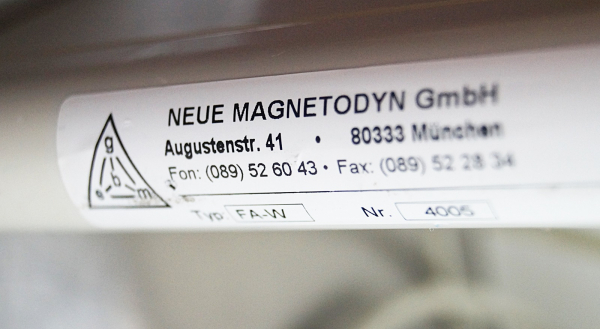 NEUE MAGNETODYN GmbH
Augustenstr. 41 • 80333 München
Fon: (089) 52 60 43 • Fax: (089) 52 28 34
Typ: FA-W Nr. 4005
g
b
e m